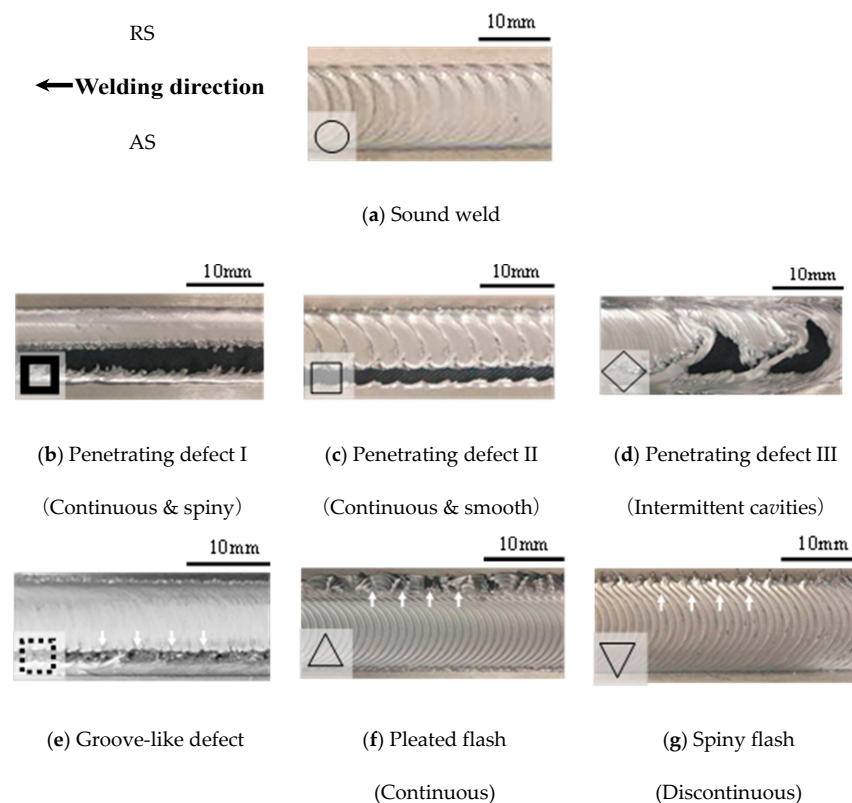 10mm
RS
Welding direction
AS
(a) Sound weld
10mm
10mm
10mm
(b) Penetrating defect I
(c) Penetrating defect II
(d) Penetrating defect III
（Continuous & spiny）
（Continuous & smooth）
（Intermittent cavities）
10mm
10mm
10mm
(e) Groove-like defect
(f) Pleated flash
(g) Spiny flash
(Continuous)
(Discontinuous)